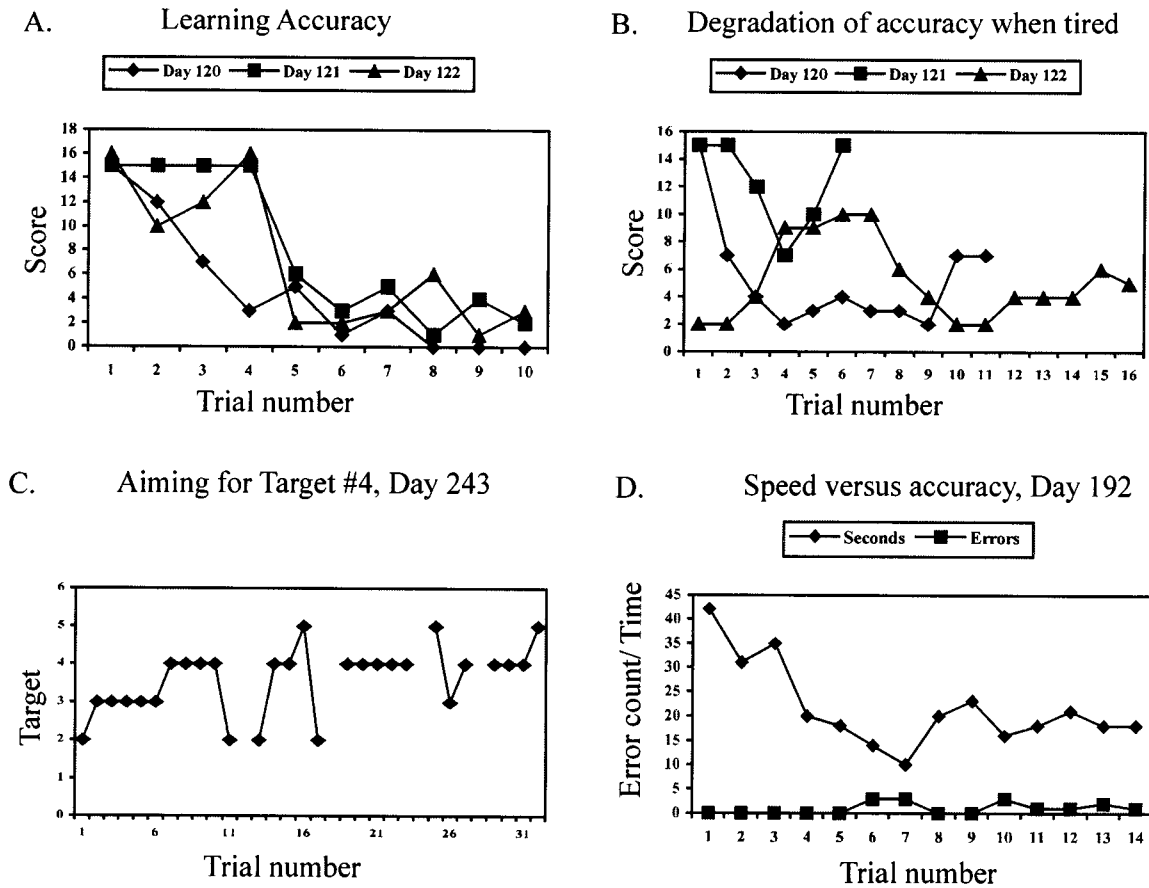 A. Learning Accuracy
Day 120 Day 121 Day 122
18
16
14
12
10
8
6
4
2
0
Score
1 2 3 4 5 6 7 8 9 10
Trial number
B. Degradation of accuracy when tired
Day 120 Day 121 Day 122
16
14
12
10
8
6
4
2
0
Score
1 2 3 4 5 6 7 8 9 10 11 12 13 14 15 16
Trial number
C. Aiming for Target #4, Day 243
6
5
4
3
2
1
0
Target
1 6 11 16 21 26 31
Trial number
D. Speed versus accuracy, Day 192
Seconds Errors
45
40
35
30
25
20
15
10
5
0
Error count/ Time
1 2 3 4 5 6 7 8 9 10 11 12 13 14
Trial number